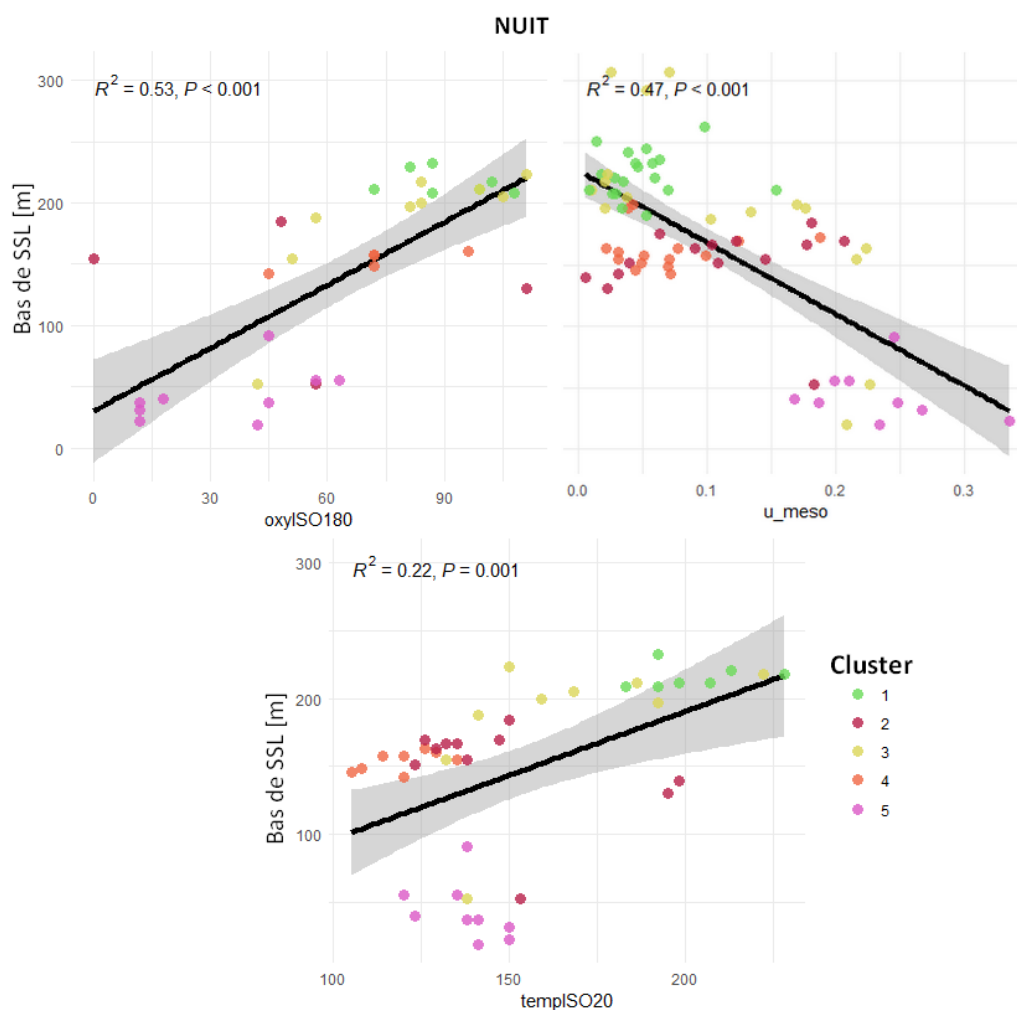 NUIT
R² = 0.53, P < 0.001
R² = 0.47, P < 0.001
Bas de SSL [m]
300
200
100
0
0
30
60
90
oxyISO180
0.0
0.1
0.2
0.3
u_meso
R² = 0.22, P = 0.001
Bas de SSL [m]
300
200
100
100
150
200
tempISO20
Cluster
1
2
3
4
5